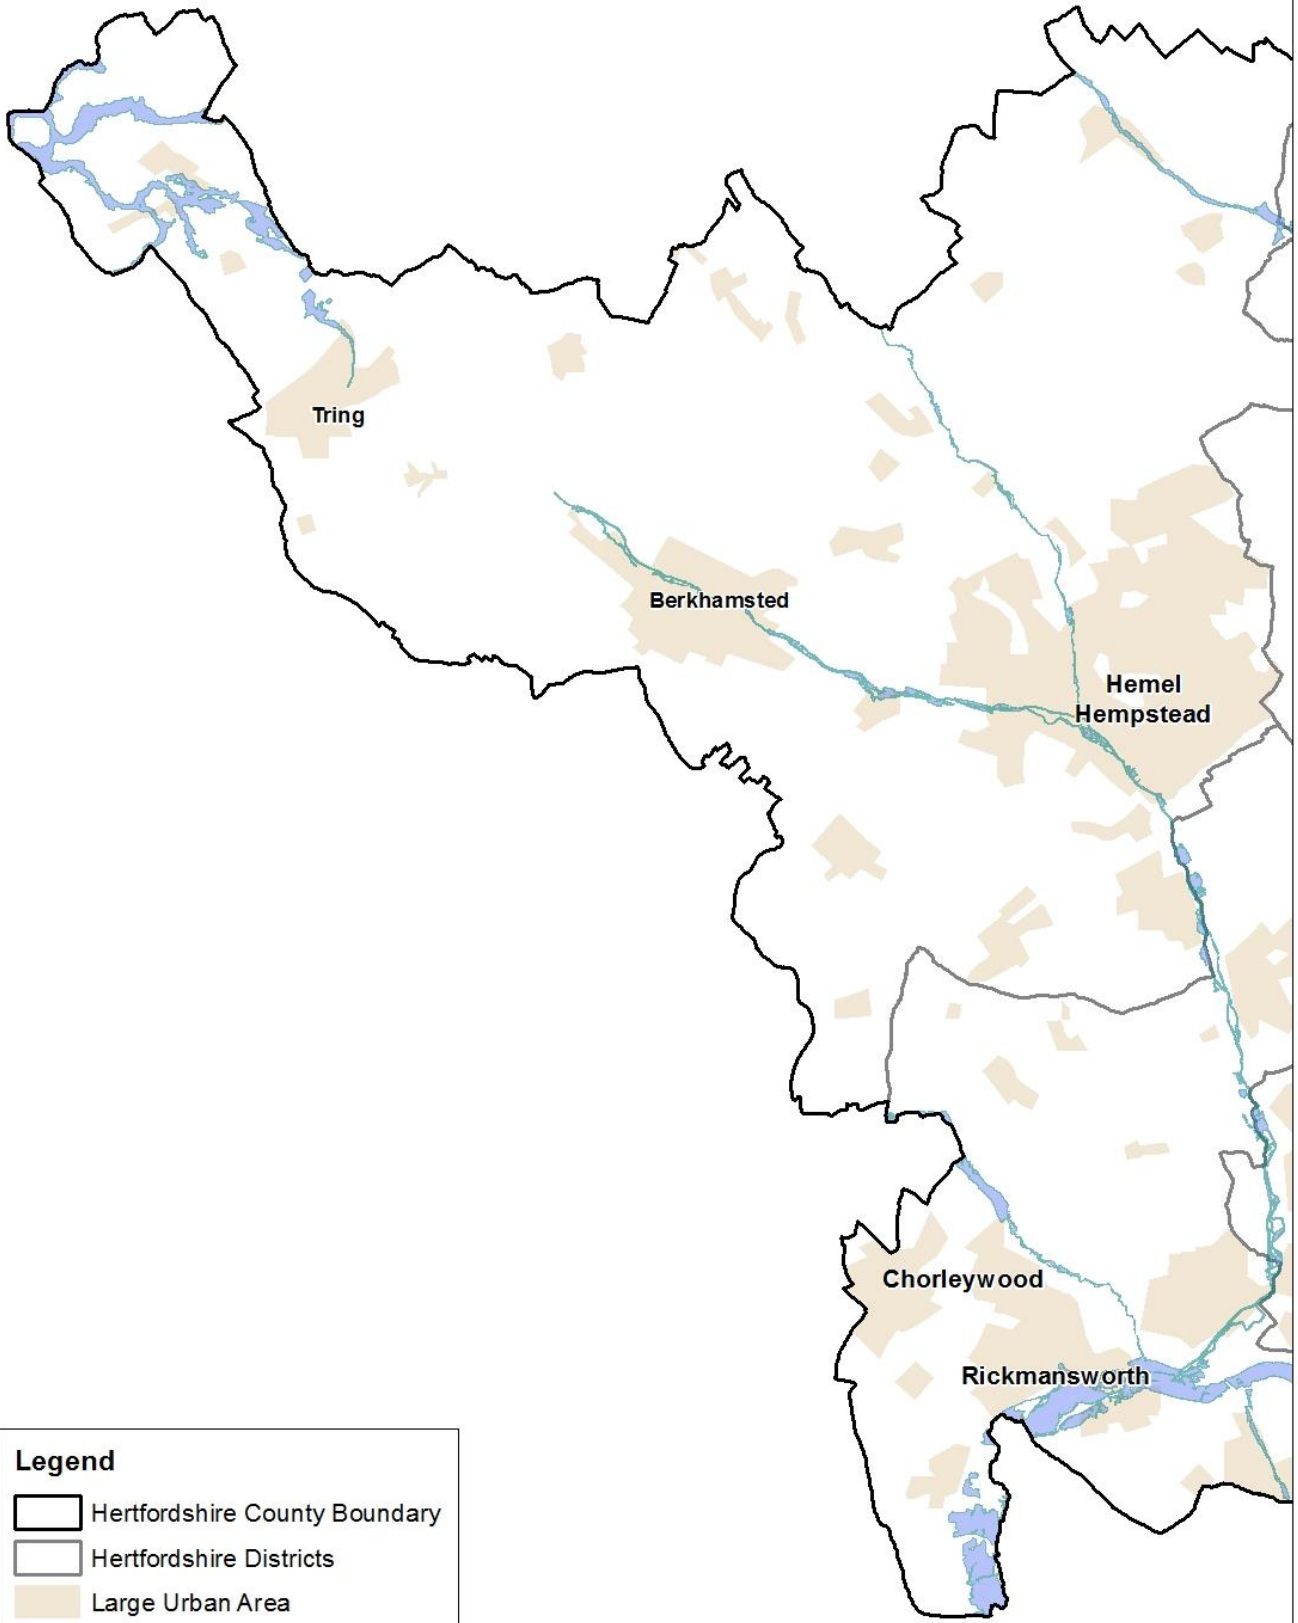 Tring
Berkhamsted
Hemel
Hempstead
Chorleywood
Rickmansworth
Legend
Hertfordshire County Boundary
Hertfordshire Districts
Large Urban Area